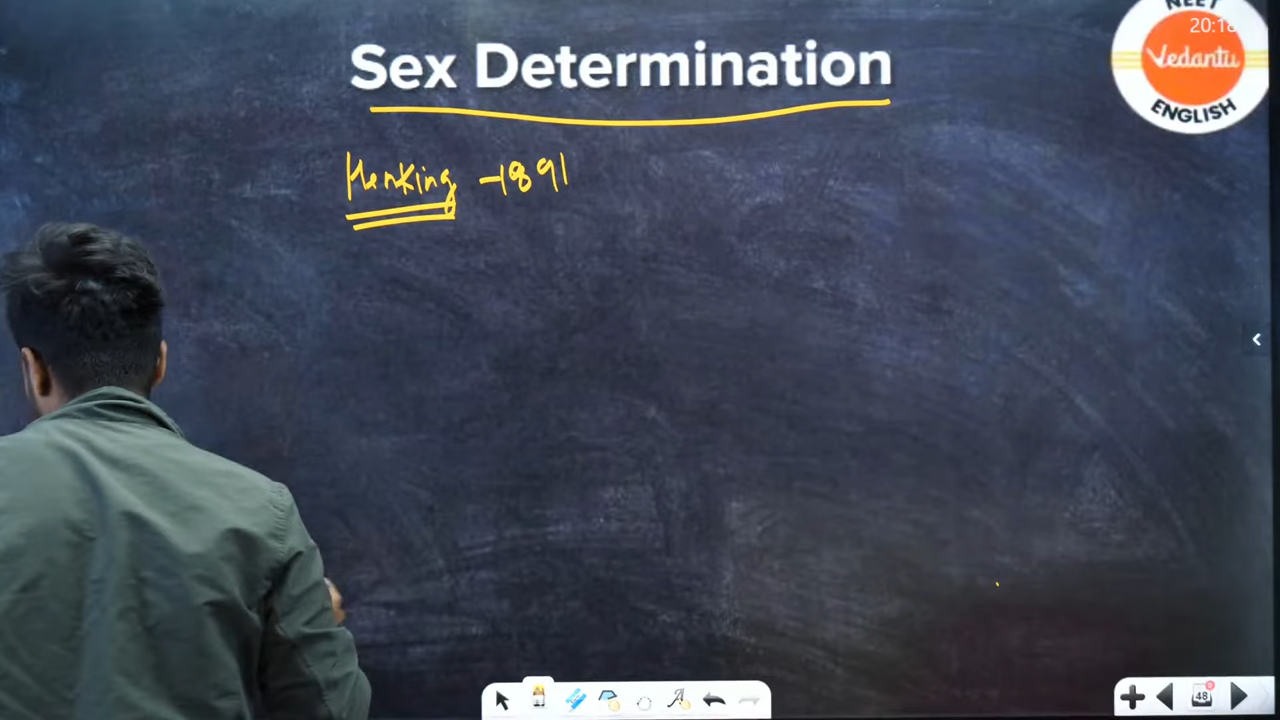 NEET
20:18
Vedantu
ENGLISH
Sex Determination
Henking -1891
48